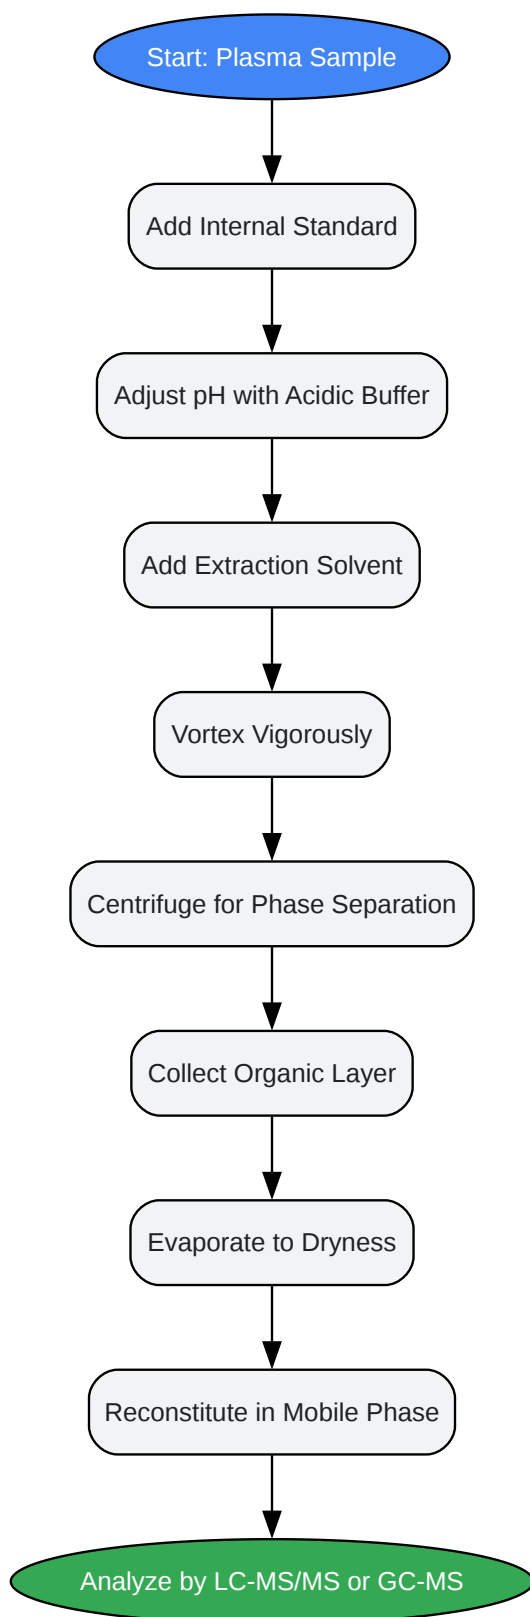 Start: Plasma Sample
Add Internal Standard
Adjust pH with Acidic Buffer
Add Extraction Solvent
Vortex Vigorously
Centrifuge for Phase Separation
Collect Organic Layer
Evaporate to Dryness
Reconstitute in Mobile Phase
Analyze by LC-MS/MS or GC-MS